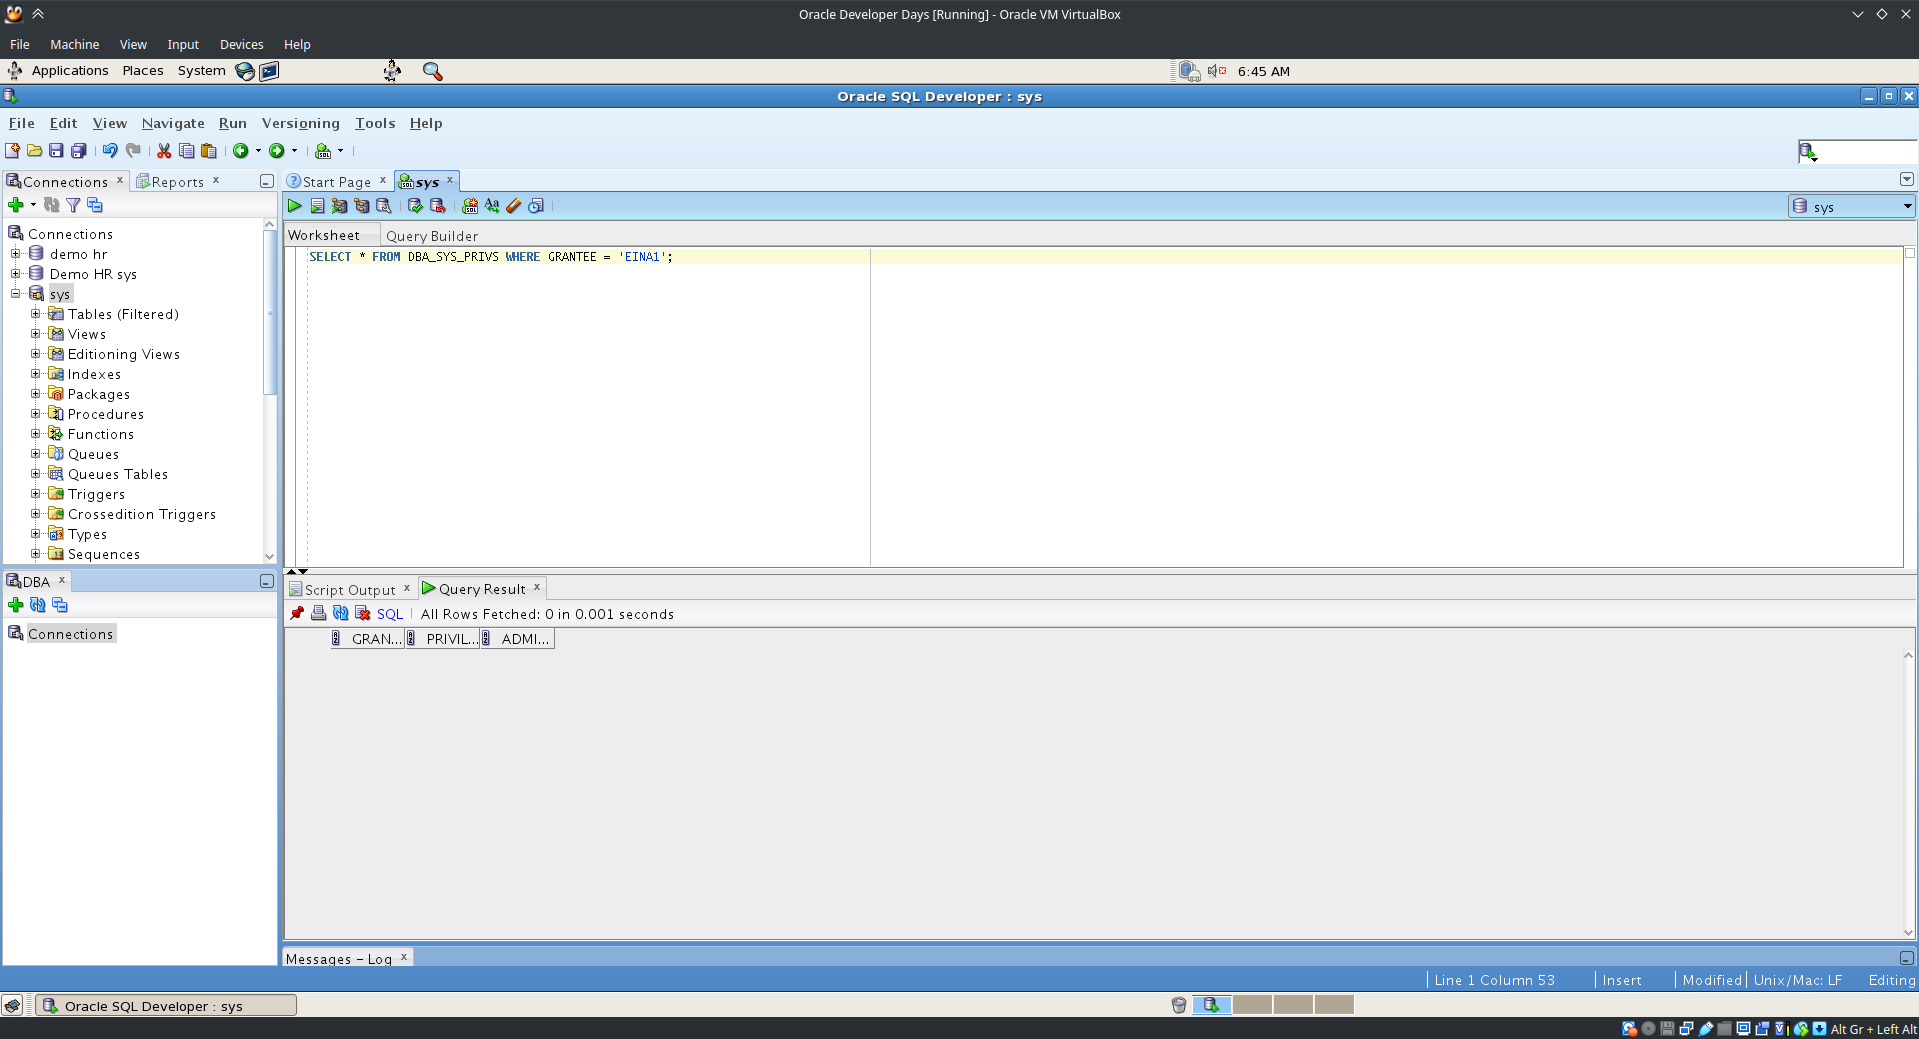 Oracle Developer Days [Running] - Oracle VM VirtualBox
File Machine View Input Devices Help
Applications Places System 6:45 AM
Oracle SQL Developer : sys
File Edit View Navigate Run Versioning Tools Help
Connections x Reports x
Start Page x sys x
sys
Worksheet Query Builder
SELECT * FROM DBA_SYS_PRIVS WHERE GRANTEE = 'EINA1';
Connections
demo hr
Demo HR sys
sys
Tables (Filtered)
Views
Editioning Views
Indexes
Packages
Procedures
Functions
Queues
Queues Tables
Triggers
Crossedition Triggers
Types
Sequences
DBA x
Connections
Script Output x Query Result x
SQL All Rows Fetched: 0 in 0.001 seconds
GRAN... PRIVIL... ADMI...
Messages - Log x
Line 1 Column 53 Insert Modified Unix/Mac: LF Editing
Oracle SQL Developer : sys
Alt Gr + Left Alt